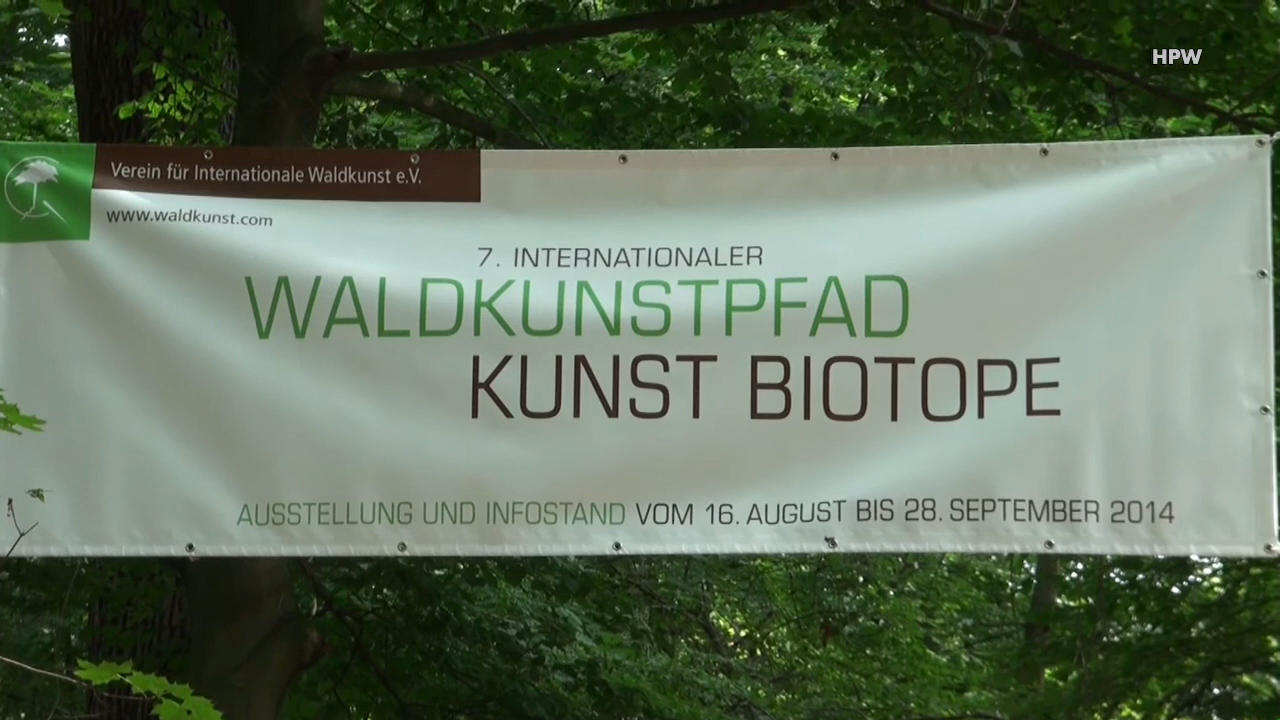 HPW
Verein für Internationale Waldkunst e.V.
www.waldkunst.com
7. INTERNATIONALER
WALDKUNSTPFAD
KUNST BIOTOPE
AUSSTELLUNG UND INFOSTAND VOM 16. AUGUST BIS 28. SEPTEMBER 2014